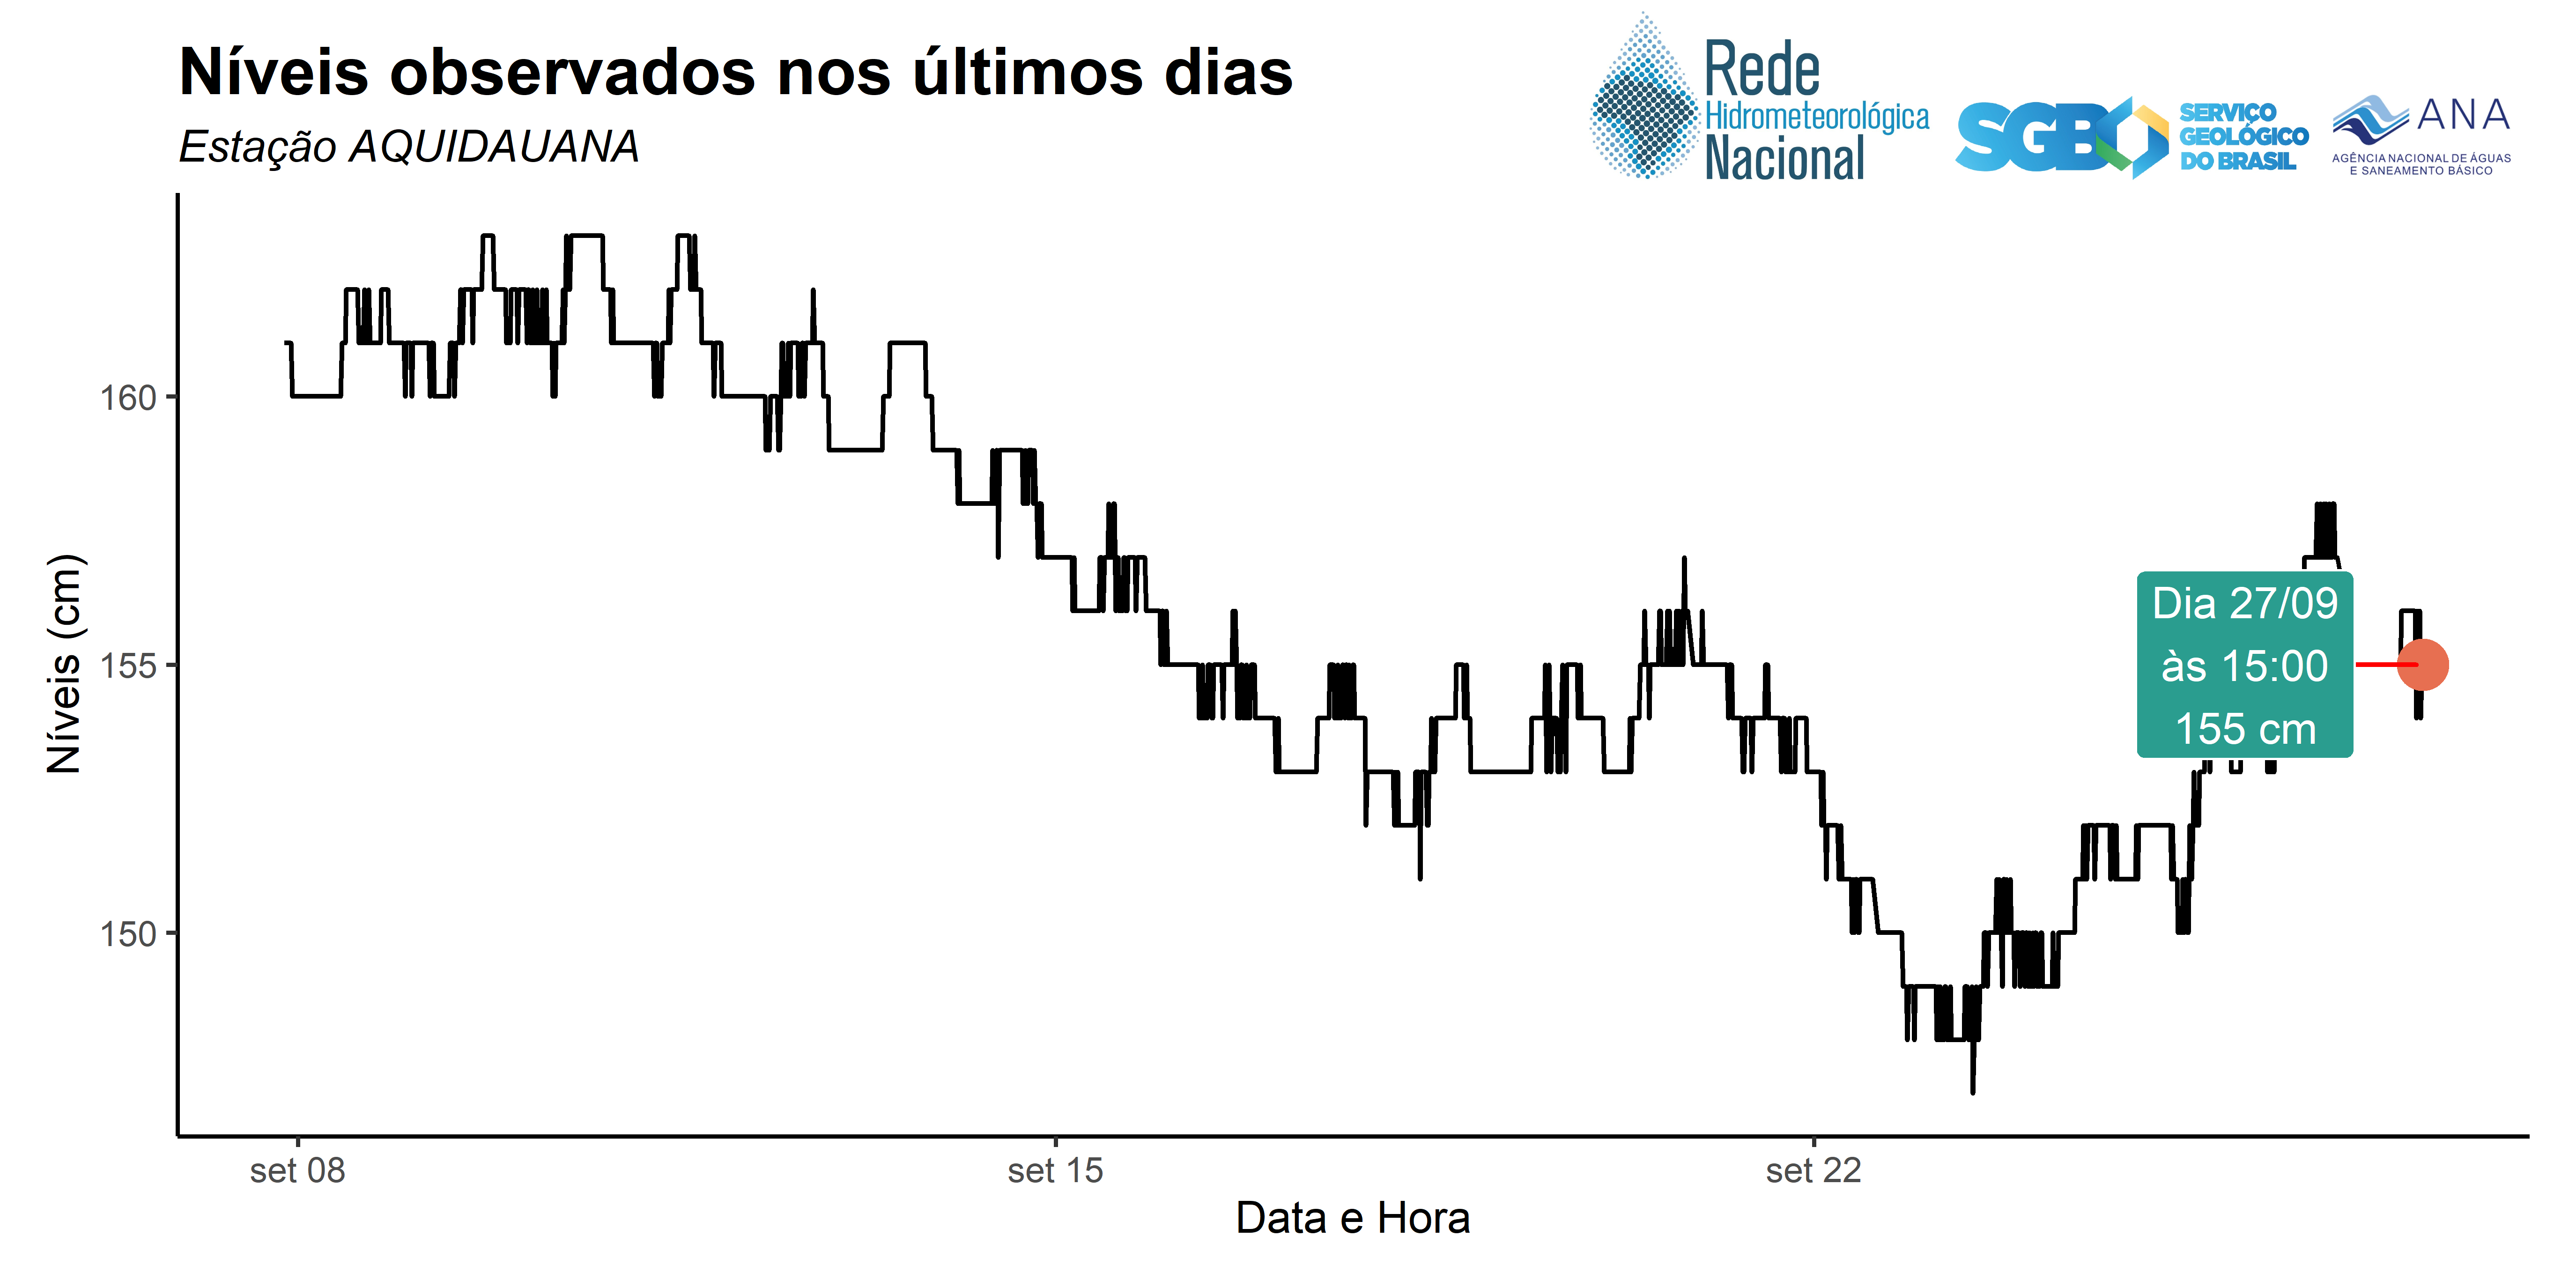 Níveis observados nos últimos dias
Estação AQUIDAUANA
Rede
Hidrometeorológica
Nacional
SGB
SERVIÇO
GEOLÓGICO
DO BRASIL
ANA
AGÊNCIA NACIONAL DE ÁGUAS
E SANEAMENTO BÁSICO
Níveis (cm)
160
155
150
Dia 27/09
às 15:00
155 cm
set 08
set 15
set 22
Data e Hora